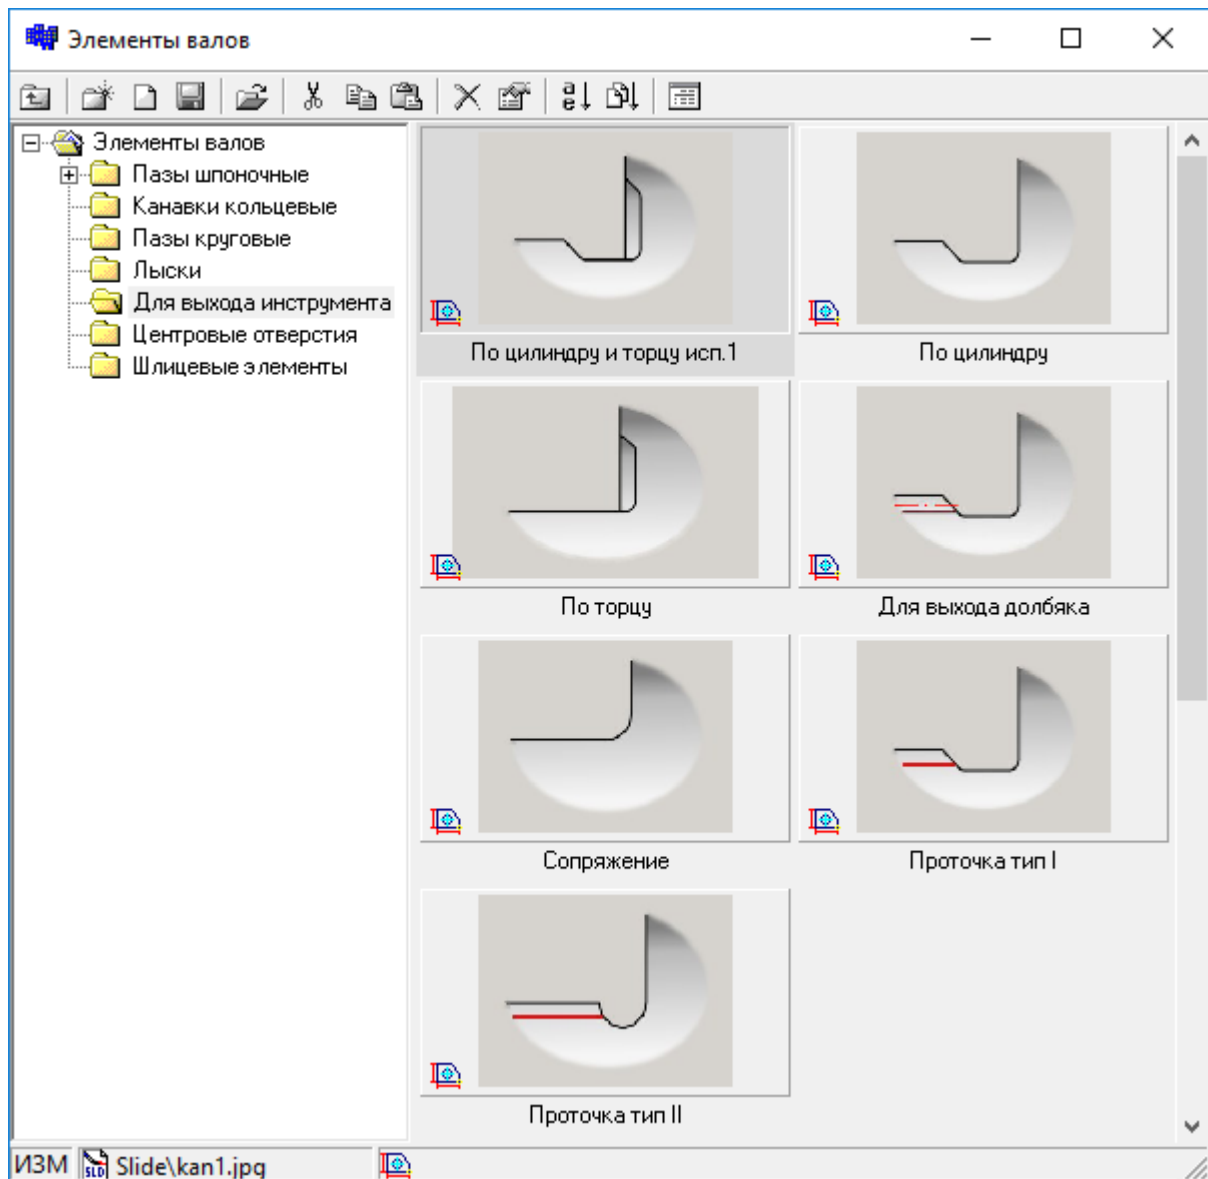 Элементы валов
Элементы валов
Пазы шпоночные
Канавки кольцевые
Пазы круговые
Лыски
Для выхода инструмента
Центровые отверстия
Шлицевые элементы
По цилиндру и торцу исп.1
По цилиндру
По торцу
Для выхода долбяка
Сопряжение
Проточка тип I
Проточка тип II
ИЗМ SLD Slide\kan1.jpg